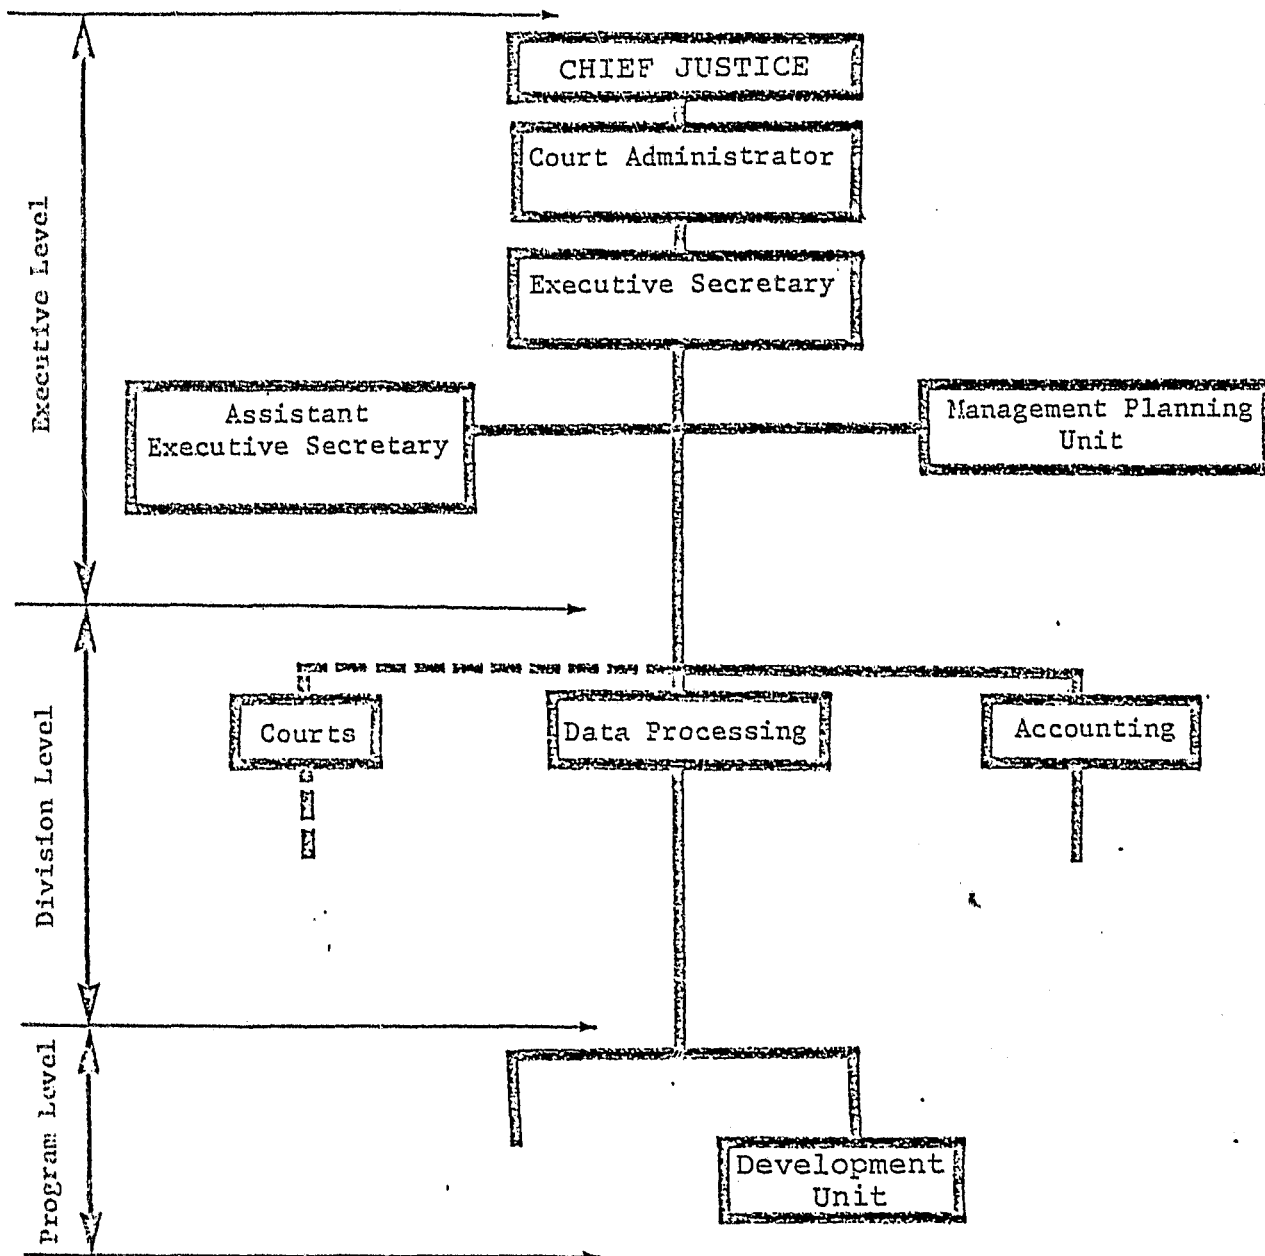 CHIEF JUSTICE
Court Administrator
Executive Secretary
Executive Level
Assistant
Executive Secretary
Management Planning
Unit
Division Level
Courts
Data Processing
Accounting
Program Level
Development
Unit